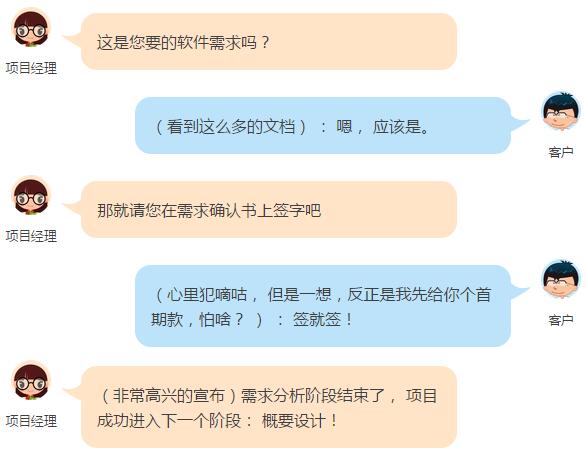 这是您要的软件需求吗？
项目经理
（看到这么多的文档）：嗯，应该是。
客户
那就请您在需求确认书上签字吧
项目经理
（心里犯嘀咕，但是一想，反正是我先给你个首
期款，怕啥？）：签就签！
客户
（非常高兴的宣布）需求分析阶段结束了，项目
成功进入下一个阶段：概要设计！
项目经理